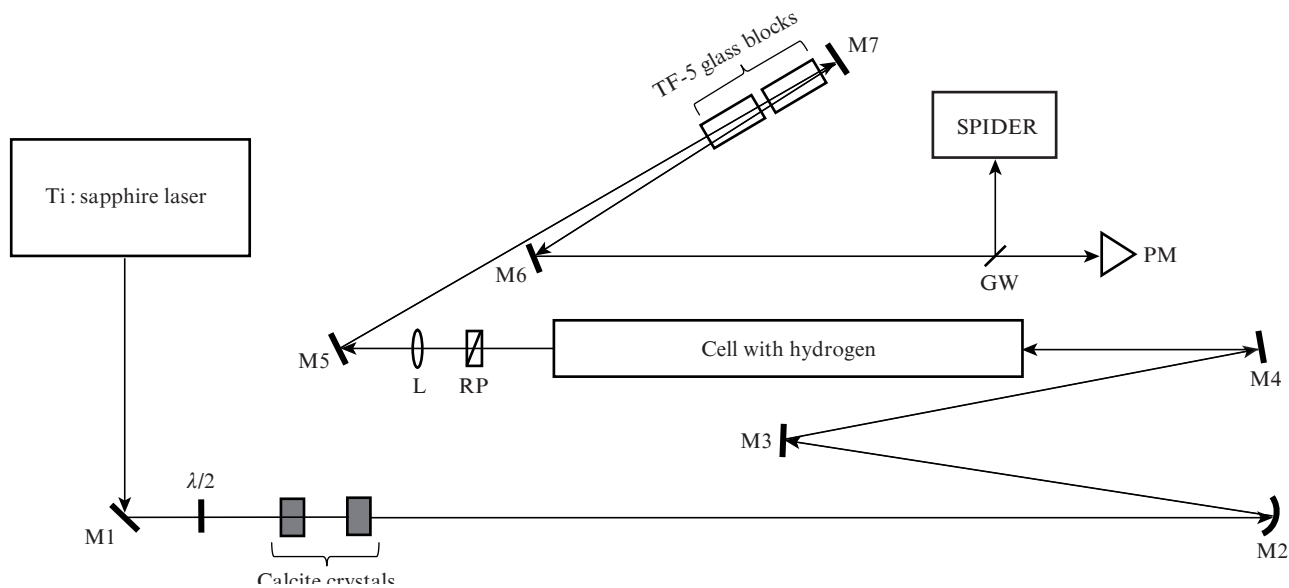 M7
TF-5 glass blocks
SPIDER
Ti : sapphire laser
M6
GW
PM
M5
L
RP
Cell with hydrogen
M4
M3
λ/2
M1
M2
Calcite crystals